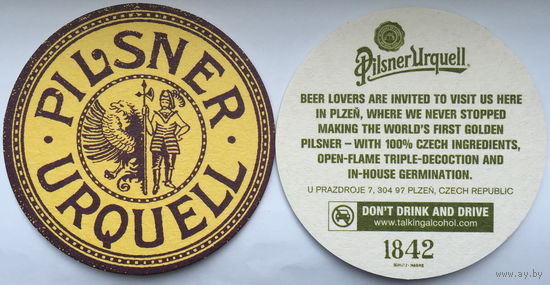 PILSNER
URQUELL
Pilsner Urquell
BEER LOVERS ARE INVITED TO VISIT US HERE
IN PLZEŇ, WHERE WE NEVER STOPPED
MAKING THE WORLD'S FIRST GOLDEN
PILSNER – WITH 100% CZECH INGREDIENTS,
OPEN-FLAME TRIPLE-DECOCTION AND
IN-HOUSE GERMINATION.
U PRAZDROJE 7, 304 97 PLZEŇ, CZECH REPUBLIC
DON'T DRINK AND DRIVE
www.talkingalcohol.com
1842
www.ay.by